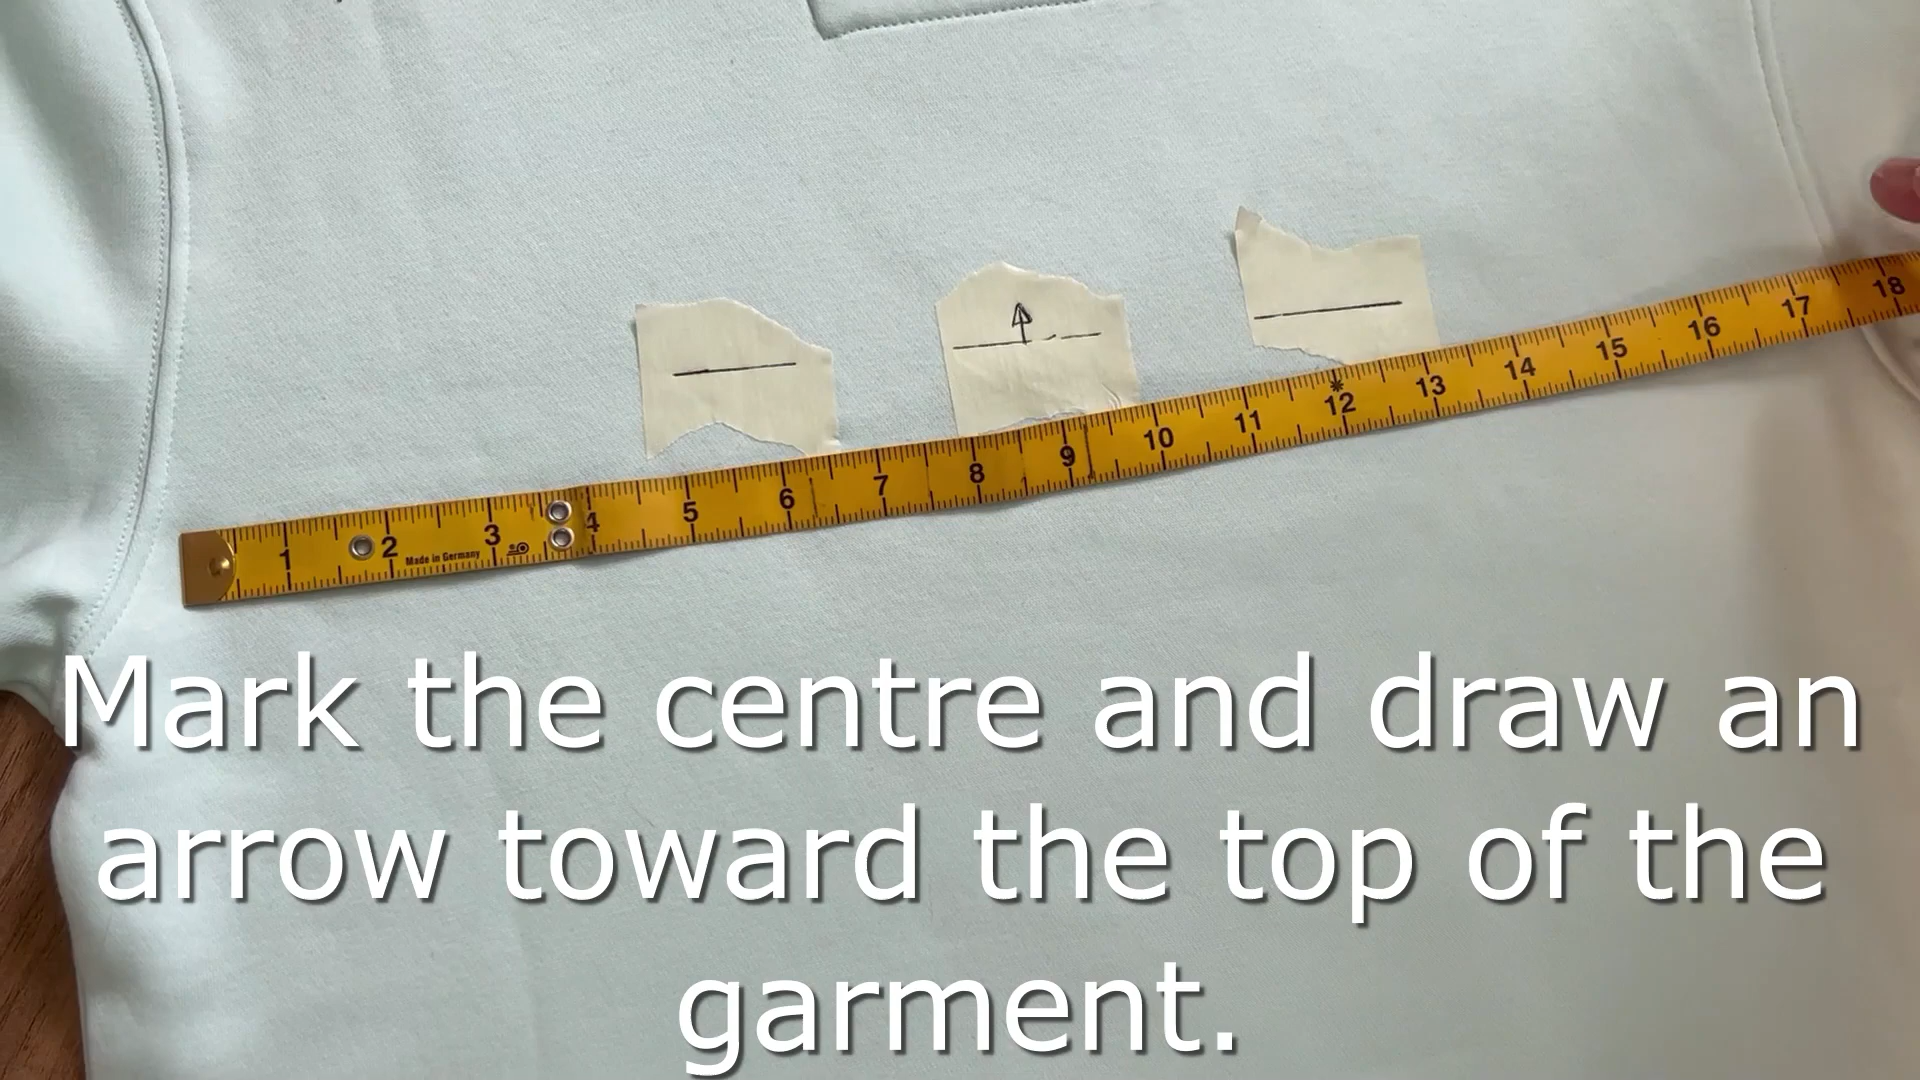 1 2 Made in Germany 3 4 5 6 7 8 9 10 11 12 13 14 15 16 17 18
Mark the centre and draw an
arrow toward the top of the
garment.